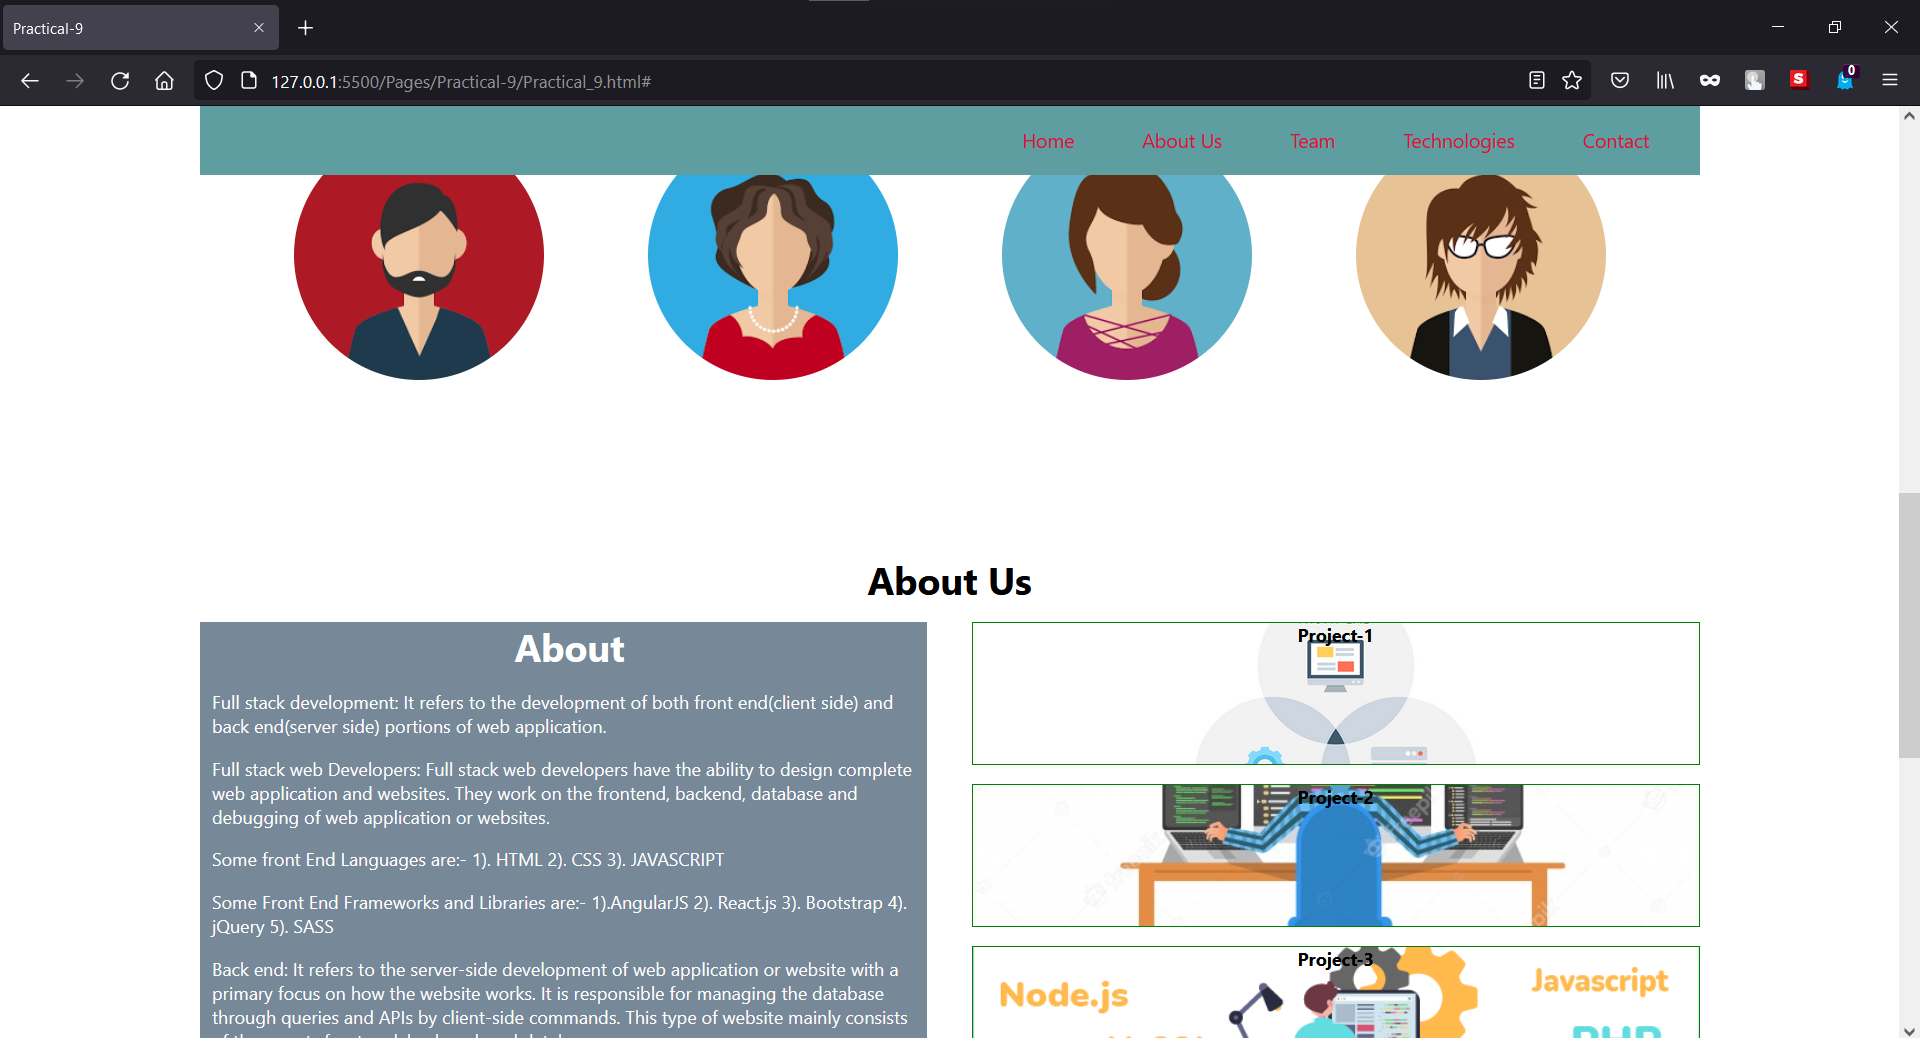 Practical-9
127.0.0.1:5500/Pages/Practical-9/Practical_9.html#
S
0
Home About Us Team Technologies Contact
About Us
About
Full stack development: It refers to the development of both front end(client side) and
back end(server side) portions of web application.
Full stack web Developers: Full stack web developers have the ability to design complete
web application and websites. They work on the frontend, backend, database and
debugging of web application or websites.
Some front End Languages are:- 1). HTML 2). CSS 3). JAVASCRIPT
Some Front End Frameworks and Libraries are:- 1).AngularJS 2). React.js 3). Bootstrap 4).
jQuery 5). SASS
Back end: It refers to the server-side development of web application or website with a
primary focus on how the website works. It is responsible for managing the database
through queries and APIs by client-side commands. This type of website mainly consists
Project-1
Project-2
Project-3
Node.js
Javascript
PHP